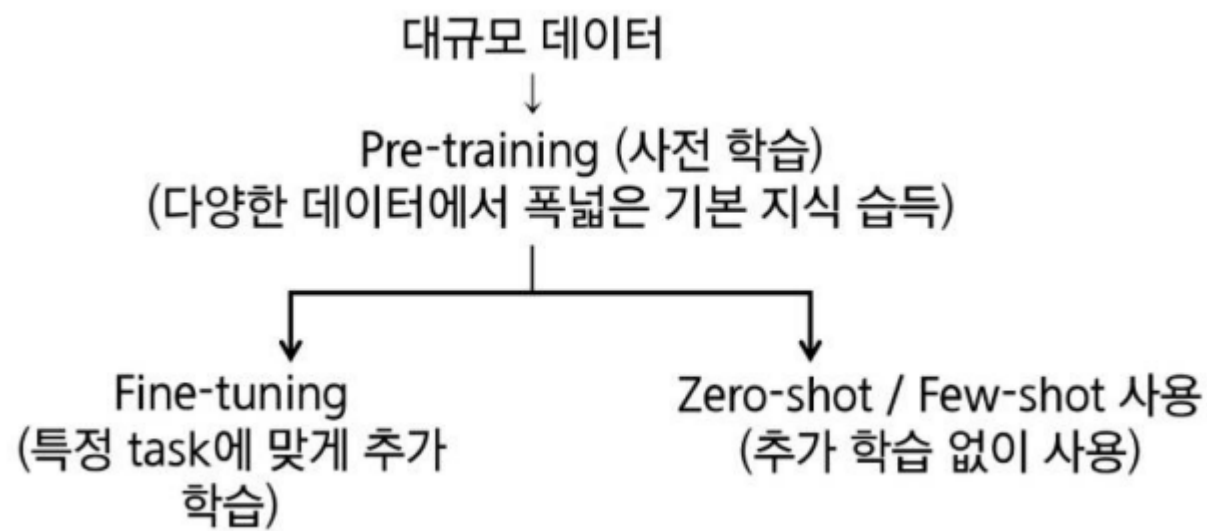 대규모 데이터
Pre-training (사전 학습)
(다양한 데이터에서 폭넓은 기본 지식 습득)
Fine-tuning
(특정 task에 맞게 추가
학습)
Zero-shot / Few-shot 사용
(추가 학습 없이 사용)